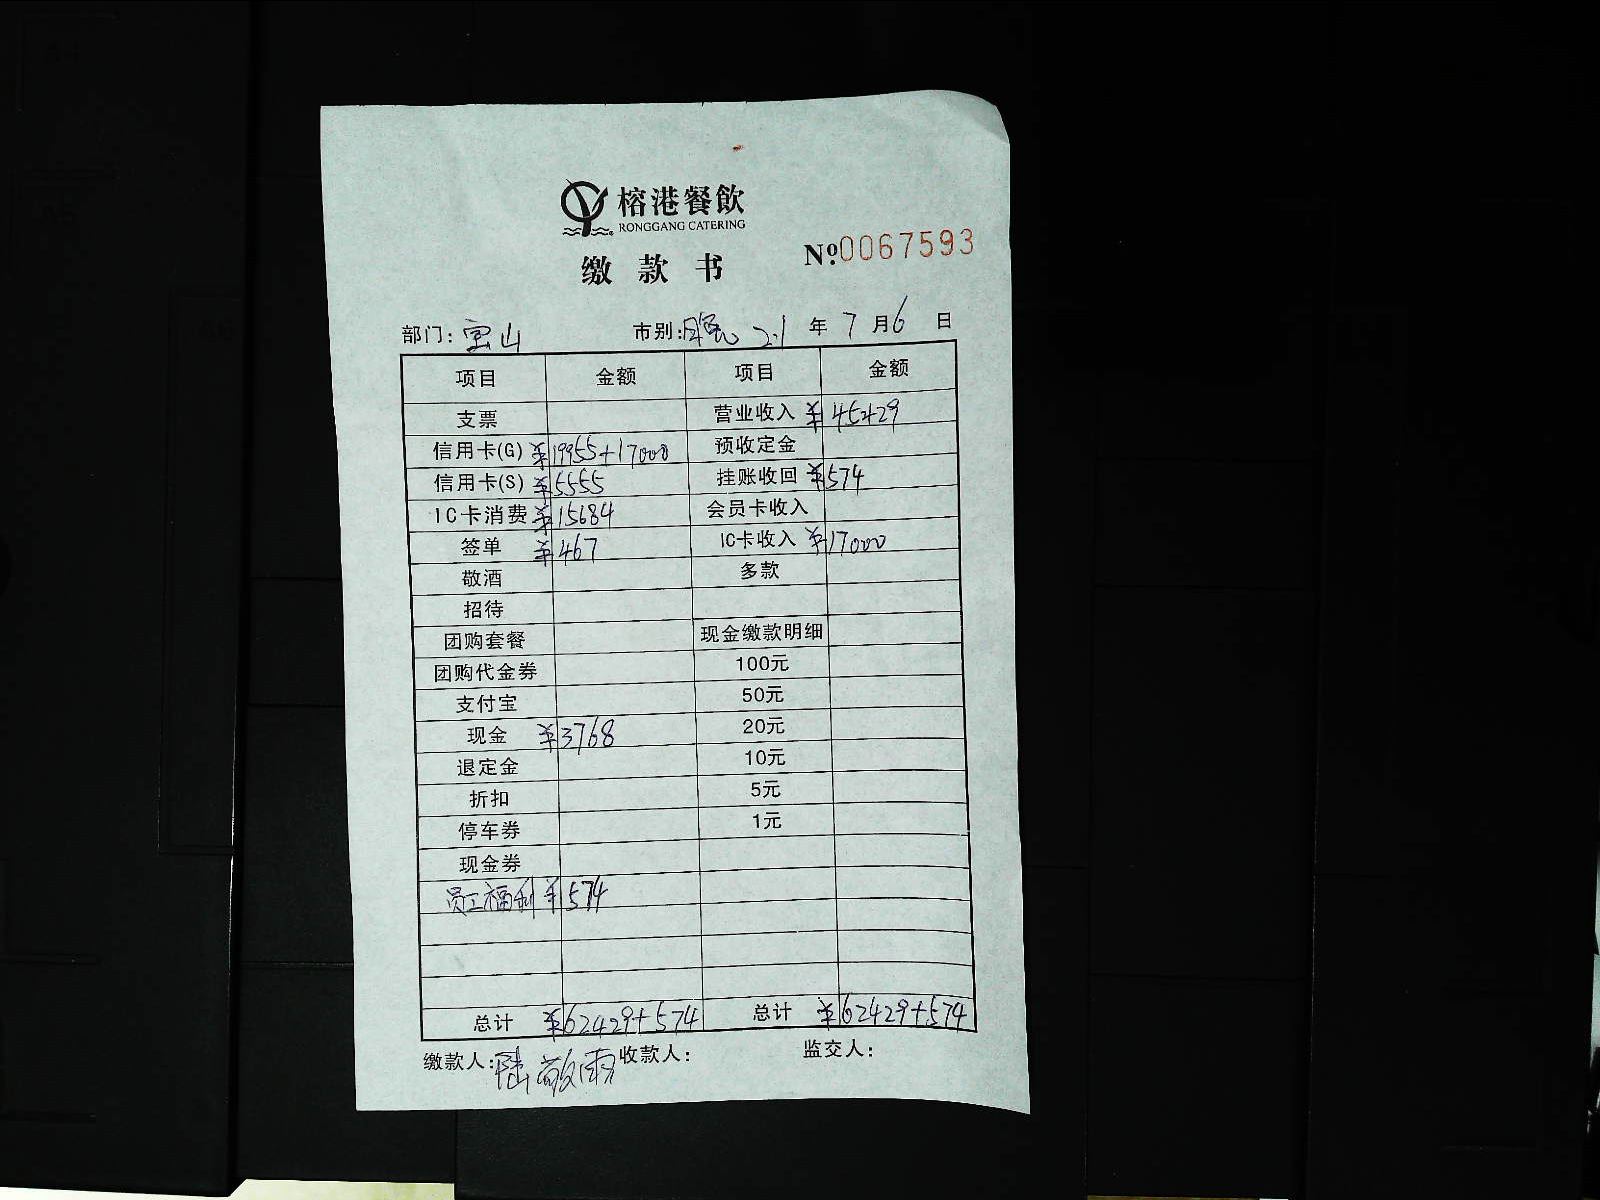 榕港餐飲
RONGGANG CATERING
缴款书
№0067593
部门: 宝山 市别: 晚 21 年 7 月 6 日
项目 金额 项目 金额
支票 营业收入 ¥45429
信用卡(G) ¥19955+17000 预收定金
信用卡(S) ¥5555 挂账收回 ¥574
IC卡消费 ¥15684 会员卡收入
签单 ¥467 IC卡收入 ¥17000
敬酒 多款
招待
团购套餐 现金缴款明细
团购代金券 100元
支付宝 50元
现金 ¥3768 20元
退定金 10元
折扣 5元
停车券 1元
现金券
员工福利 ¥574
总计 ¥62429+574 总计 ¥62429+574
缴款人: 陆敬雨 收款人: 监交人: